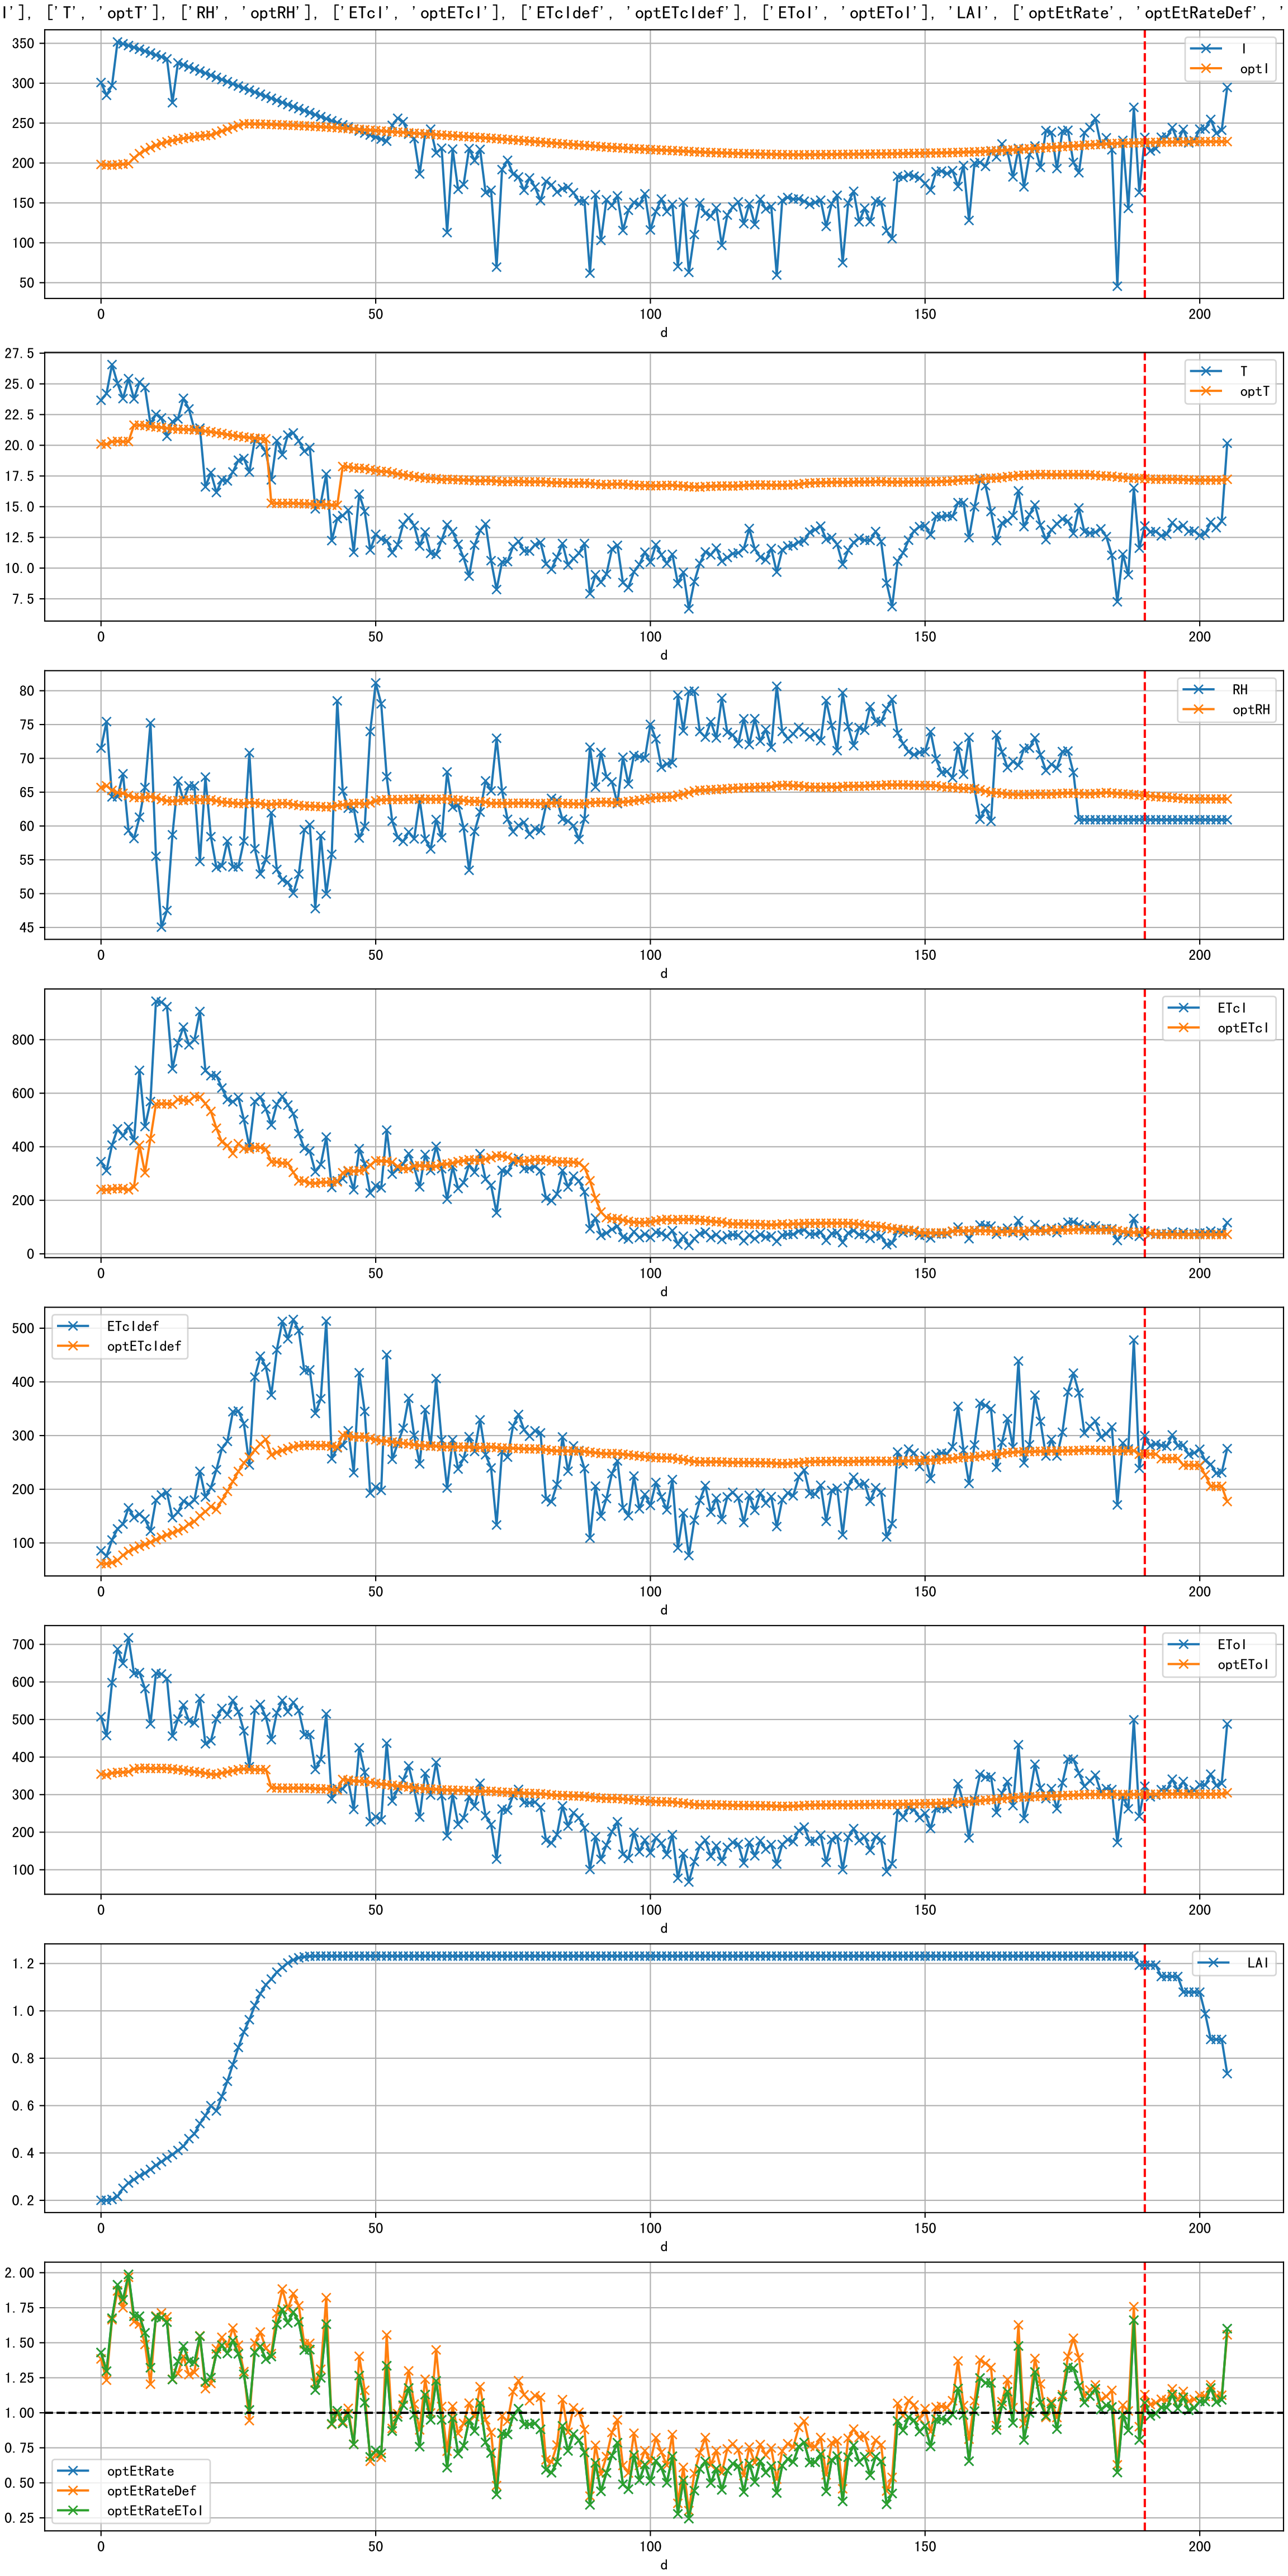 I'], ['T', 'optT'], ['RH', 'optRH'], ['ETcI', 'optETcI'], ['ETcIdef', 'optETcIdef'], ['EToI', 'optEToI'], 'LAI', ['optEtRate', 'optEtRateDef', '
350
300
250
200
150
100
50
I
optI
0 50 100 150 200
d
27.5
25.0
22.5
20.0
17.5
15.0
12.5
10.0
7.5
T
optT
0 50 100 150 200
d
80
75
70
65
60
55
50
45
RH
optRH
0 50 100 150 200
d
800
600
400
200
0
ETcI
optETcI
0 50 100 150 200
d
500
400
300
200
100
ETcIdef
optETcIdef
0 50 100 150 200
d
700
600
500
400
300
200
100
EToI
optEToI
0 50 100 150 200
d
1.2
1.0
0.8
0.6
0.4
0.2
LAI
0 50 100 150 200
d
2.00
1.75
1.50
1.25
1.00
0.75
0.50
0.25
optEtRate
optEtRateDef
optEtRateEToI
0 50 100 150 200
d